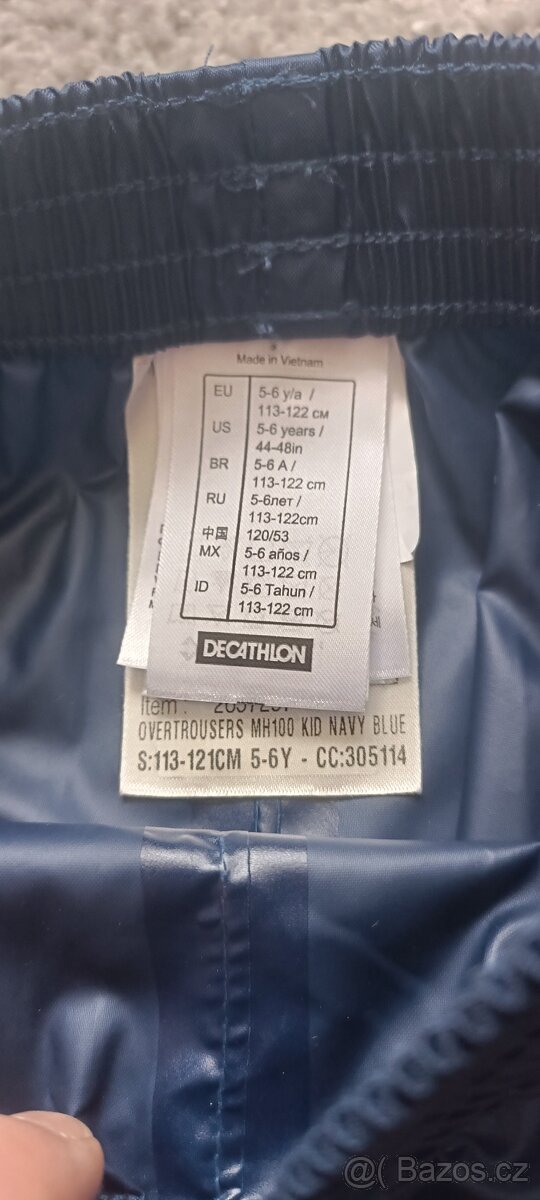 Made in Vietnam
EU 5-6 y/a /
113-122 CM
US 5-6 years /
44-48in
BR 5-6 A /
113-122 cm
RU 5-6лет /
113-122cm
中国 120/53
MX 5-6 años /
113-122 cm
ID 5-6 Tahun /
113-122 cm
DECATHLON
Item :
OVERTROUSERS MH100 KID NAVY BLUE
S:113-121CM 5-6Y - CC:305114
@( Bazos.cz